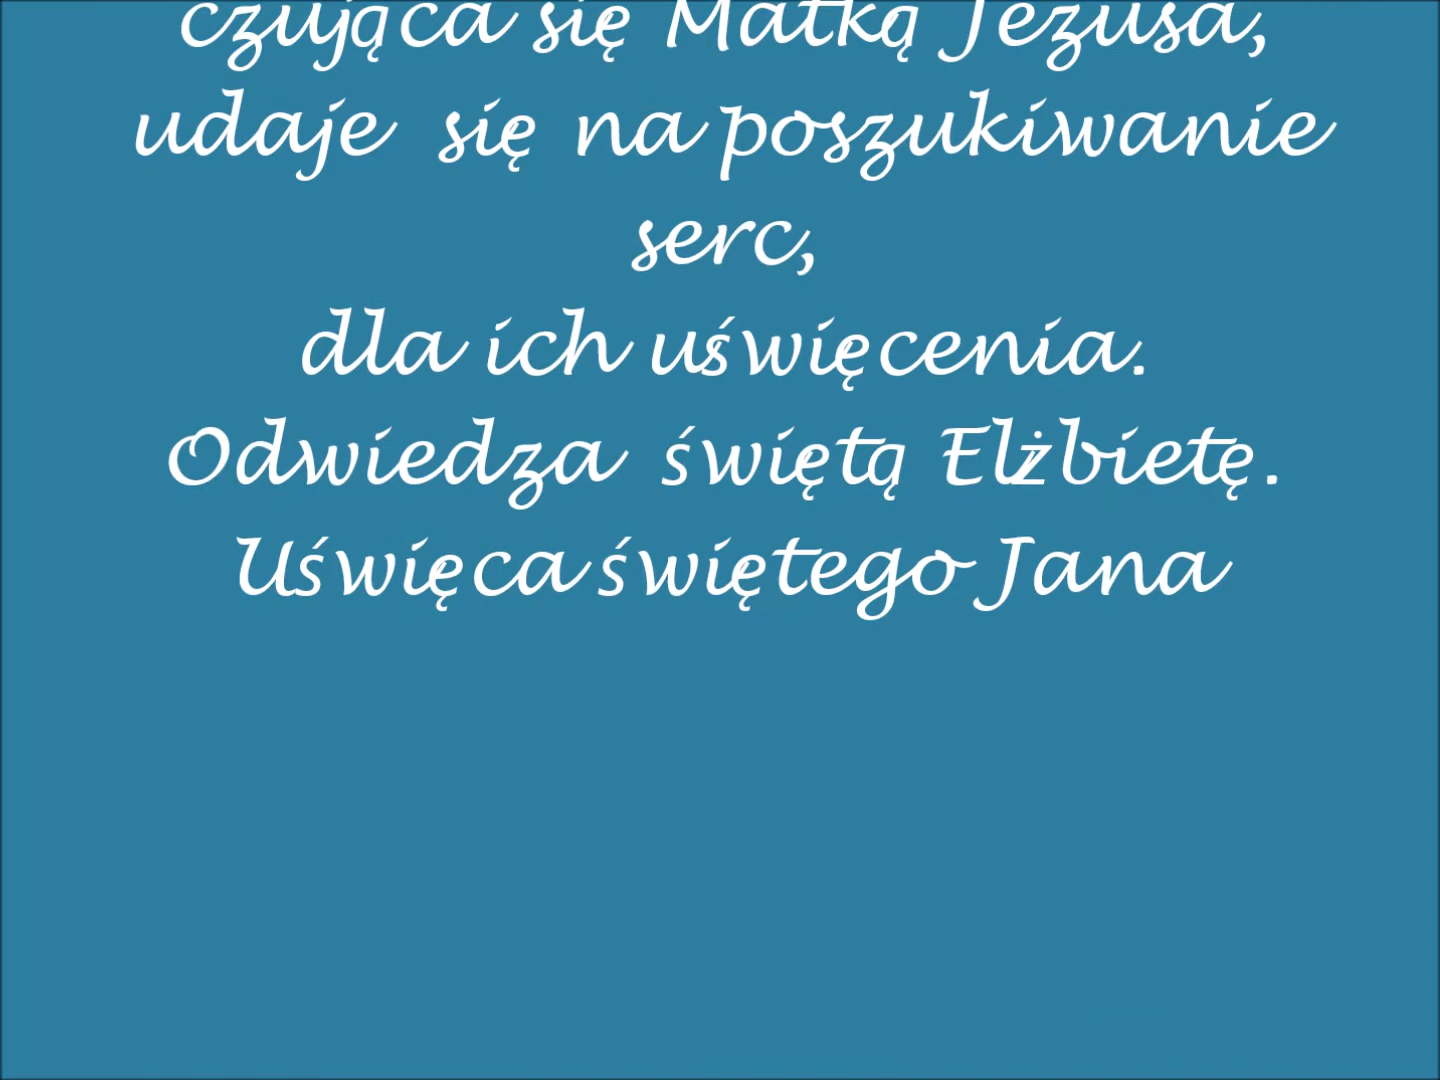 czująca się Matką Jezusa,
udaje się na poszukiwanie
serc,
dla ich uświęcenia.
Odwiedza świętą Elżbietę.
Uświęca świętego Jana